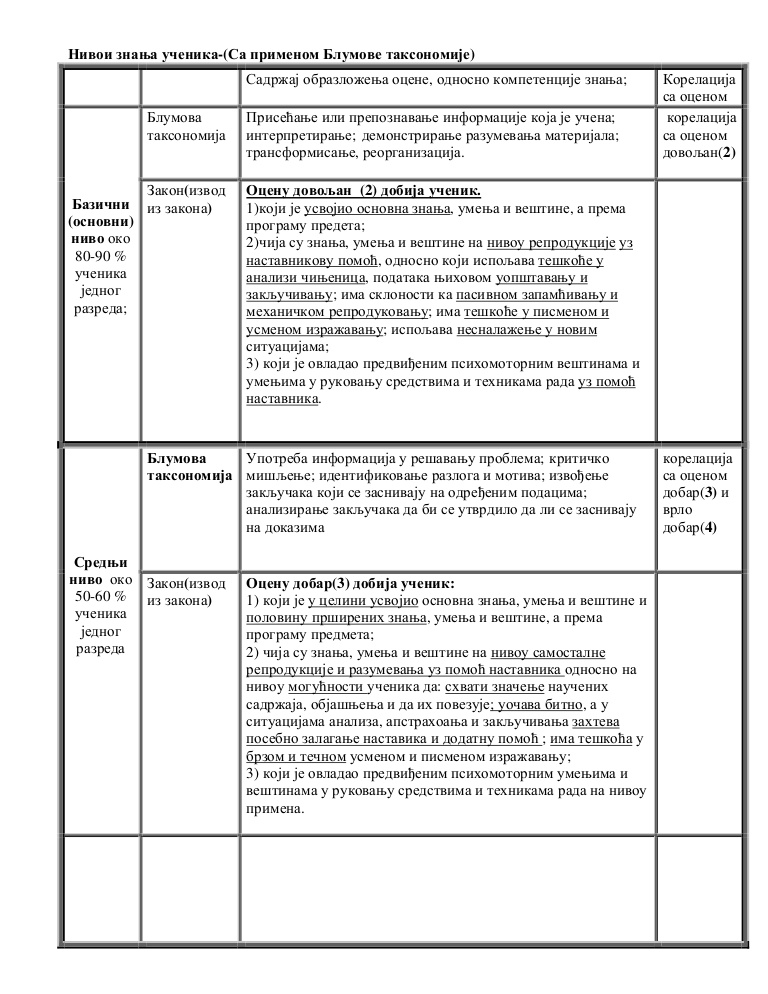 Нивои знања ученика-(Са применом Блумове таксономије)
Садржај образложења оцене, односно компетенције знања;
Корелација
са оценом
Базични
(основни)
ниво око
80-90 %
ученика
једног
разреда;
Блумова
таксономија
Присећање или препознавање информације која је учена;
интерпретирање; демонстрирање разумевања материјала;
трансформисање, реорганизација.
корелација
са оценом
довољан(2)
Закон(извод
из закона)
Оцену довољан (2) добија ученик.
1)који је усвојио основна знања, умења и вештине, а према
програму предета;
2)чија су знања, умења и вештине на нивоу репродукције уз
наставникову помоћ, односно који испољава тешкоће у
анализи чињеница, података њиховом уопштавању и
закључивању; има склоности ка пасивном запамћивању и
механичком репродуковању; има тешкоће у писменом и
усменом изражавању; испољава несналажење у новим
ситуацијама;
3) који је овладао предвиђеним психомоторним вештинама и
умењима у руковању средствима и техникама рада уз помоћ
наставника.
Средњи
ниво око
50-60 %
ученика
једног
разреда
Блумова
таксономија
Употреба информација у решавању проблема; критичко
мишљење; идентификовање разлога и мотива; извођење
закључака који се заснивају на одређеним подацима;
анализирање закључака да би се утврдило да ли се заснивају
на доказима
корелација
са оценом
добар(3) и
врло
добар(4)
Закон(извод
из закона)
Оцену добар(3) добија ученик:
1) који је у целини усвојио основна знања, умења и вештине и
половину прширених знања, умења и вештине, а према
програму предмета;
2) чија су знања, умења и вештине на нивоу самосталне
репродукције и разумевања уз помоћ наставника односно на
нивоу могућности ученика да: схвати значење научених
садржаја, објашњења и да их повезује; уочава битно, а у
ситуацијама анализа, апстрахоања и закључивања захтева
посебно залагање наставика и додатну помоћ ; има тешкоћа у
брзом и течном усменом и писменом изражавању;
3) који је овладао предвиђеним психомоторним умењима и
вештинама у руковању средствима и техникама рада на нивоу
примена.